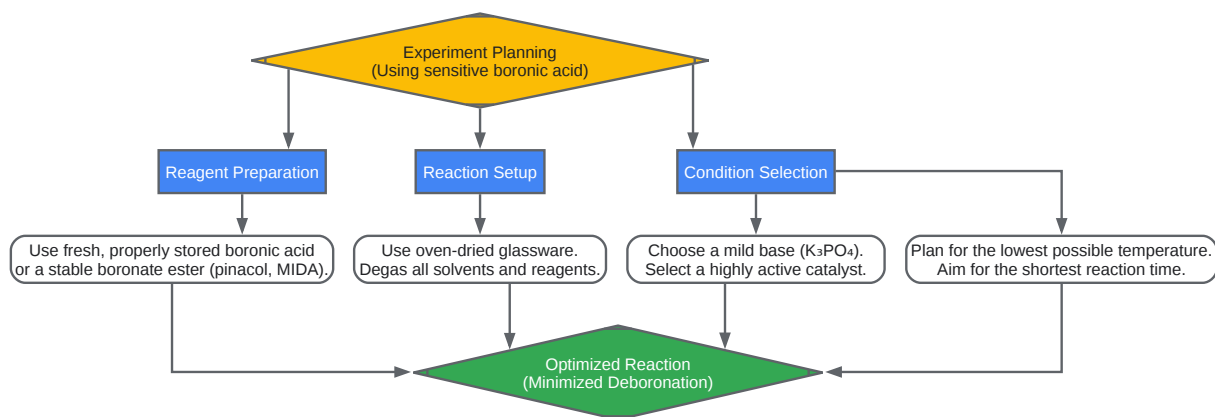 Experiment Planning
(Using sensitive boronic acid)
Reagent Preparation
Reaction Setup
Condition Selection
Use fresh, properly stored boronic acid
or a stable boronate ester (pinacol, MIDA).
Use oven-dried glassware.
Degas all solvents and reagents.
Choose a mild base (K₃PO₄).
Select a highly active catalyst.
Plan for the lowest possible temperature.
Aim for the shortest reaction time.
Optimized Reaction
(Minimized Deboronation)